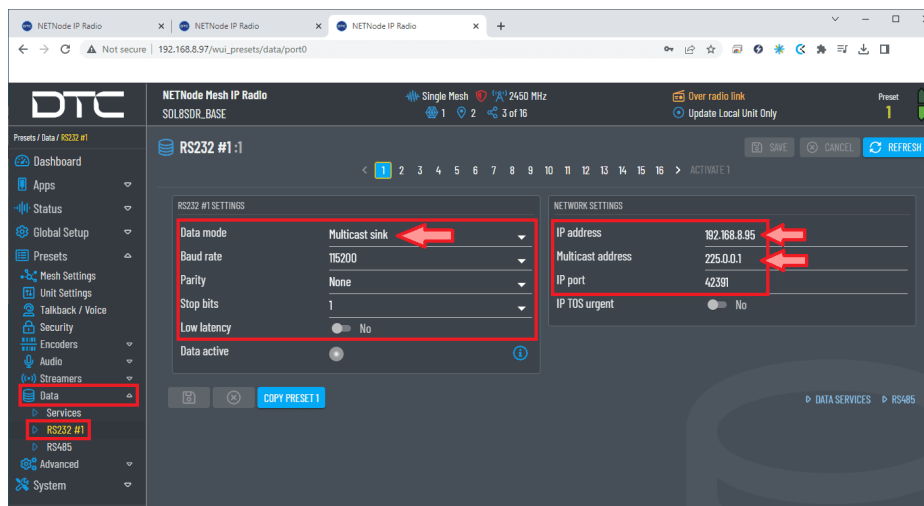 NETNode IP Radio
NETNode IP Radio
NETNode IP Radio
Not secure 192.168.8.97/wui_presets/data/port0
DTC
NETNode Mesh IP Radio
SOLBSDR_BASE
Single Mesh 2450 MHz
1 2 3 of 16
Over radio link
Update Local Unit Only
Preset
1
Presets / Data / RS232 #1
RS232 #1 :1
SAVE CANCEL REFRESH
< 1 2 3 4 5 6 7 8 9 10 11 12 13 14 15 16 > ACTIVATE 1
Dashboard
Apps
Status
Global Setup
Presets
Mesh Settings
Unit Settings
Talkback / Voice
Security
Encoders
Audio
Streamers
Data
Services
RS232 #1
RS485
Advanced
System
RS232 #1 SETTINGS
Data mode Multicast sink
Baud rate 115200
Parity None
Stop bits 1
Low latency No
Data active
COPY PRESET 1
NETWORK SETTINGS
IP address 192.168.8.95
Multicast address 225.0.0.1
IP port 42391
IP TOS urgent No
DATA SERVICES RS485